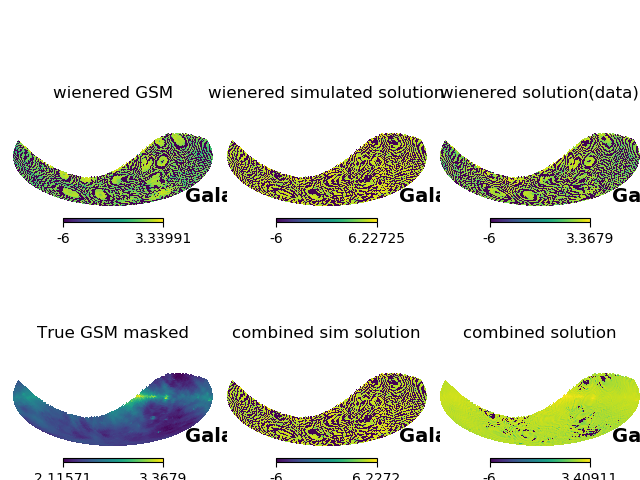 wienered GSM
wienered simulated solution
wienered solution(data)
Gala
Gala
Ga
-6 3.33991
-6 6.22725
-6 3.3679
True GSM masked
combined sim solution
combined solution
Gala
Gala
Ga
2.11571 3.3679
-6 6.2272
-6 3.40911